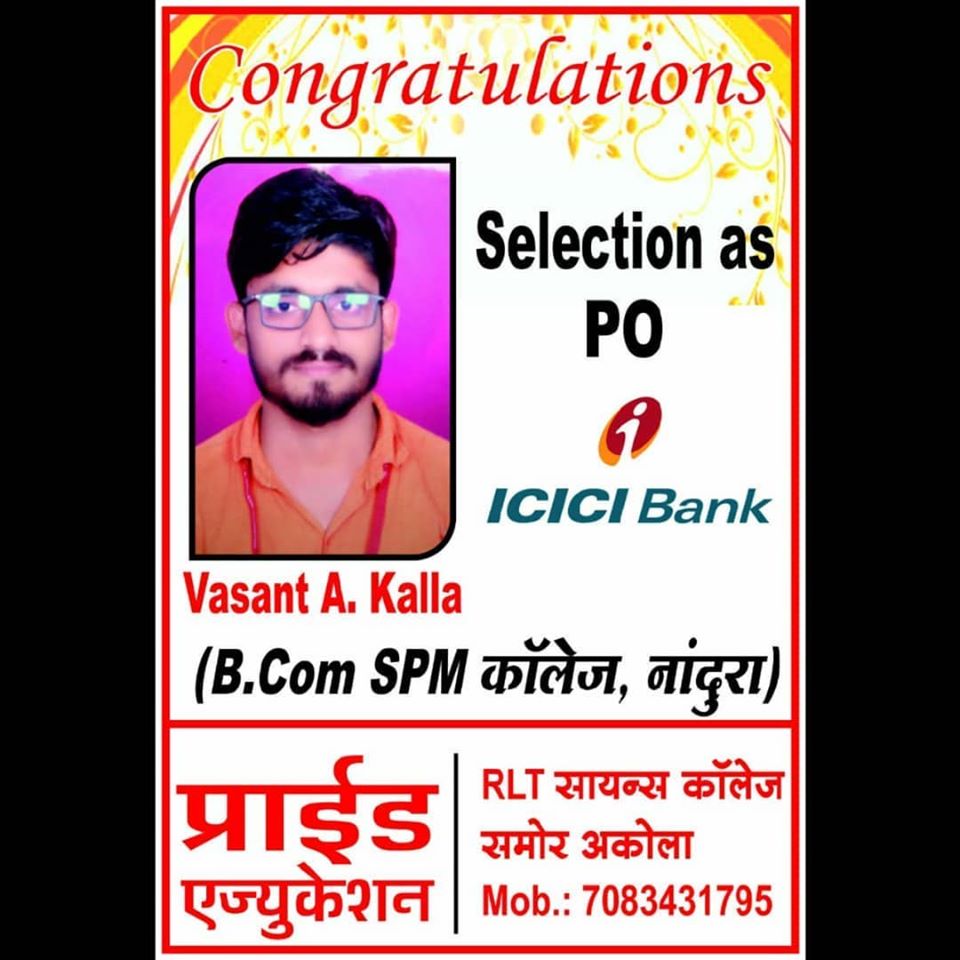 Congratulations
Selection as
PO
i
ICICI Bank
Vasant A. Kalla
(B.Com SPM कॉलेज, नांदुरा)
प्राईड
एज्युकेशन
RLT सायन्स कॉलेज
समोर अकोला
Mob.: 7083431795